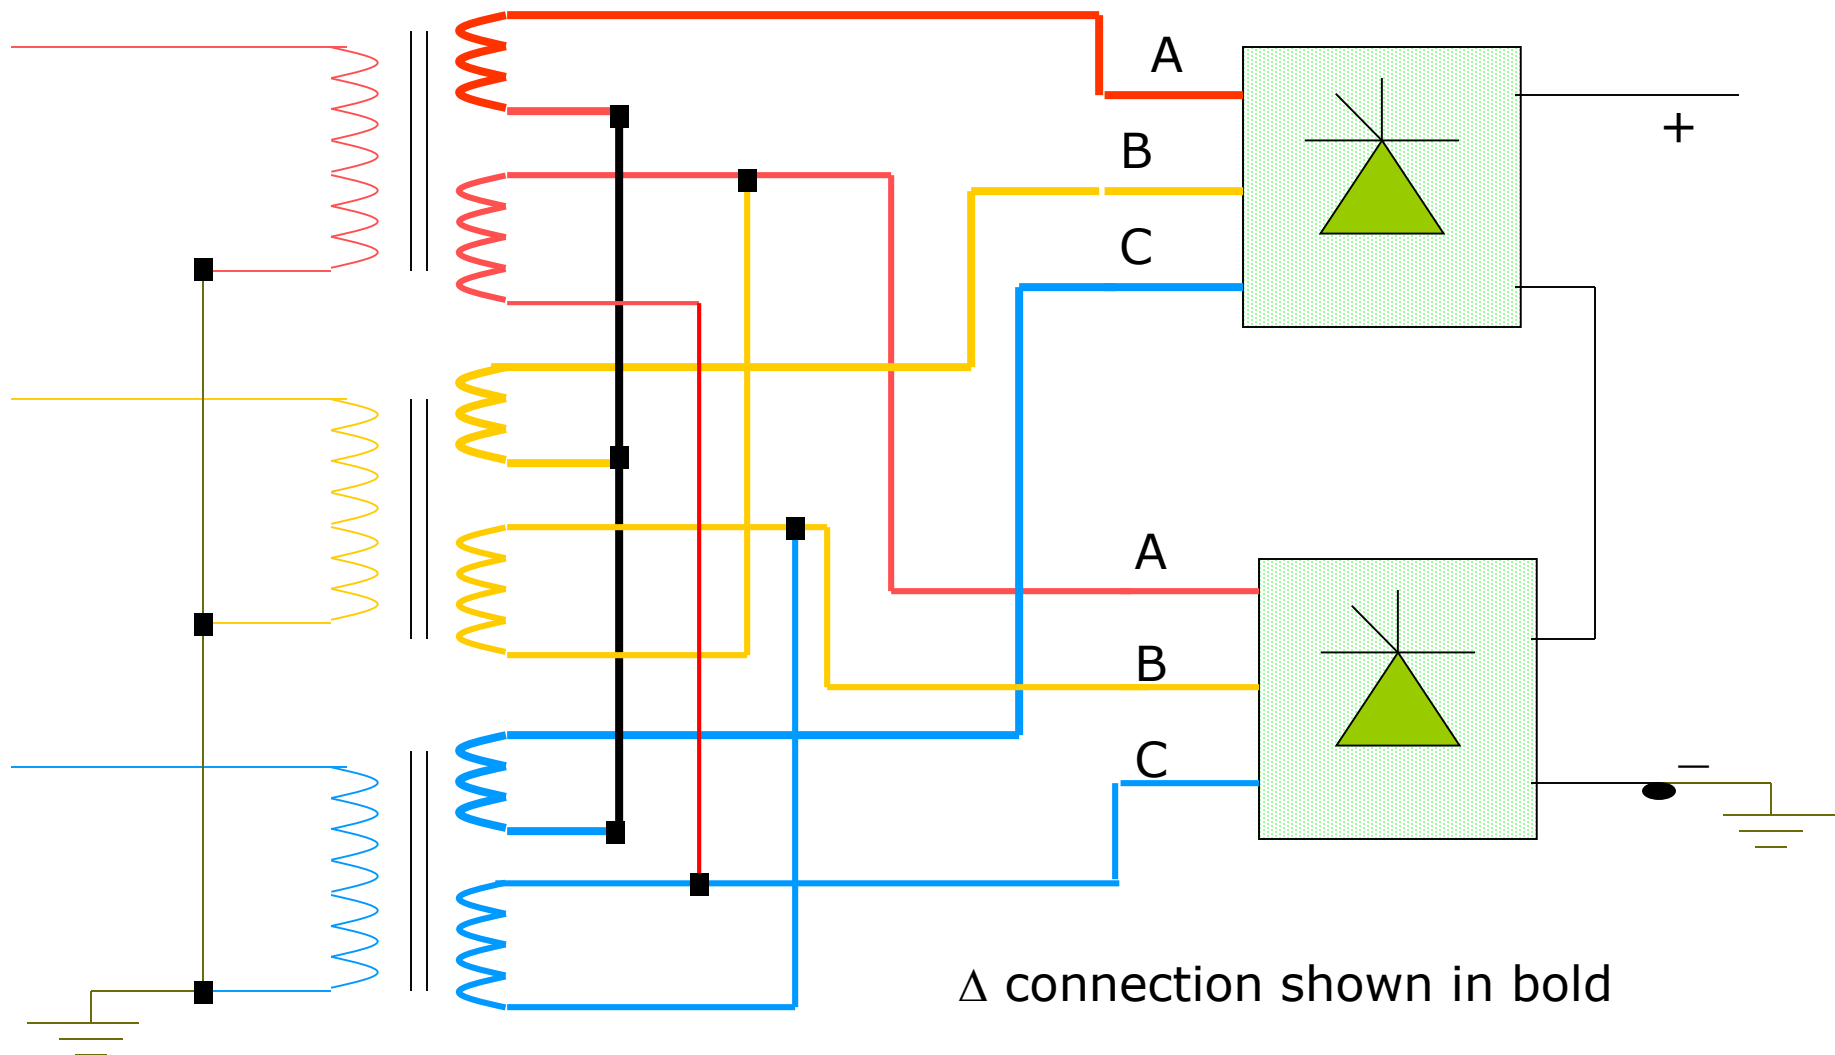 A
+
B
C
A
B
C
–
Δ connection shown in bold